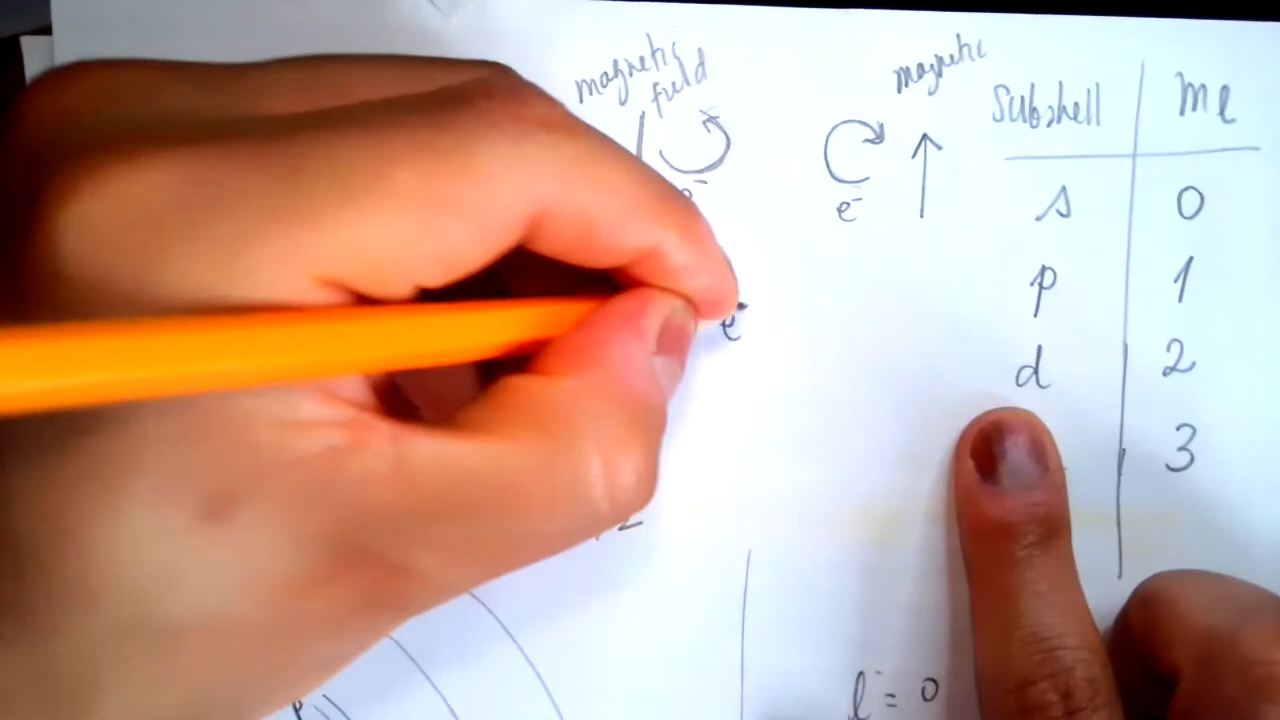 magnetic
field
e⁻
magnetic
e⁻
e⁻
Subshell mℓ
s 0
p 1
d 2
3
l = 0
p